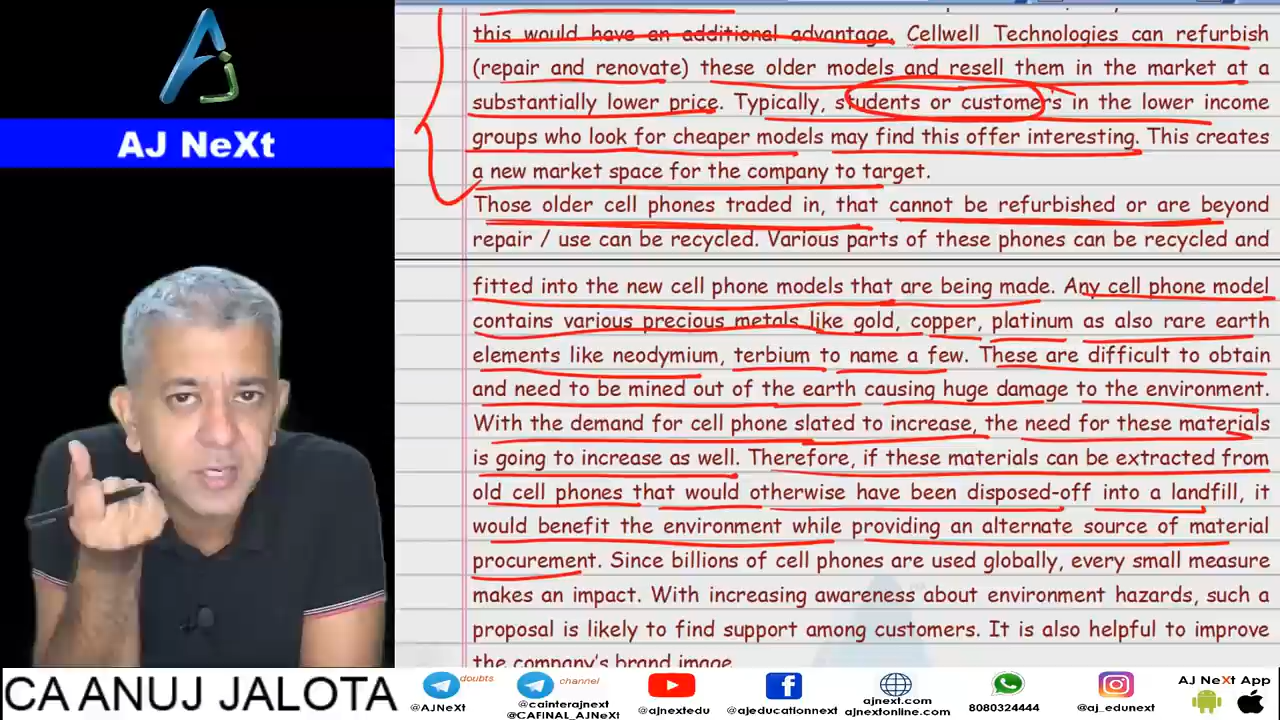 AJ NeXt
this would have an additional advantage. Cellwell Technologies can refurbish
(repair and renovate) these older models and resell them in the market at a
substantially lower price. Typically, students or customers in the lower income
groups who look for cheaper models may find this offer interesting. This creates
a new market space for the company to target.
Those older cell phones traded in, that cannot be refurbished or are beyond
repair / use can be recycled. Various parts of these phones can be recycled and
fitted into the new cell phone models that are being made. Any cell phone model
contains various precious metals like gold, copper, platinum as also rare earth
elements like neodymium, terbium to name a few. These are difficult to obtain
and need to be mined out of the earth causing huge damage to the environment.
With the demand for cell phone slated to increase, the need for these materials
is going to increase as well. Therefore, if these materials can be extracted from
old cell phones that would otherwise have been disposed-off into a landfill, it
would benefit the environment while providing an alternate source of material
procurement. Since billions of cell phones are used globally, every small measure
makes an impact. With increasing awareness about environment hazards, such a
proposal is likely to find support among customers. It is also helpful to improve
the company's brand image.
CA ANUJ JALOTA
doubts
@AJNeXt
channel
@cainterajnext
@CAFINAL_AJNeXt
@ajnextedu
@ajeducationnext
ajnext.com
ajnextonline.com
8080324444
@aj_edunext
AJ NeXt App